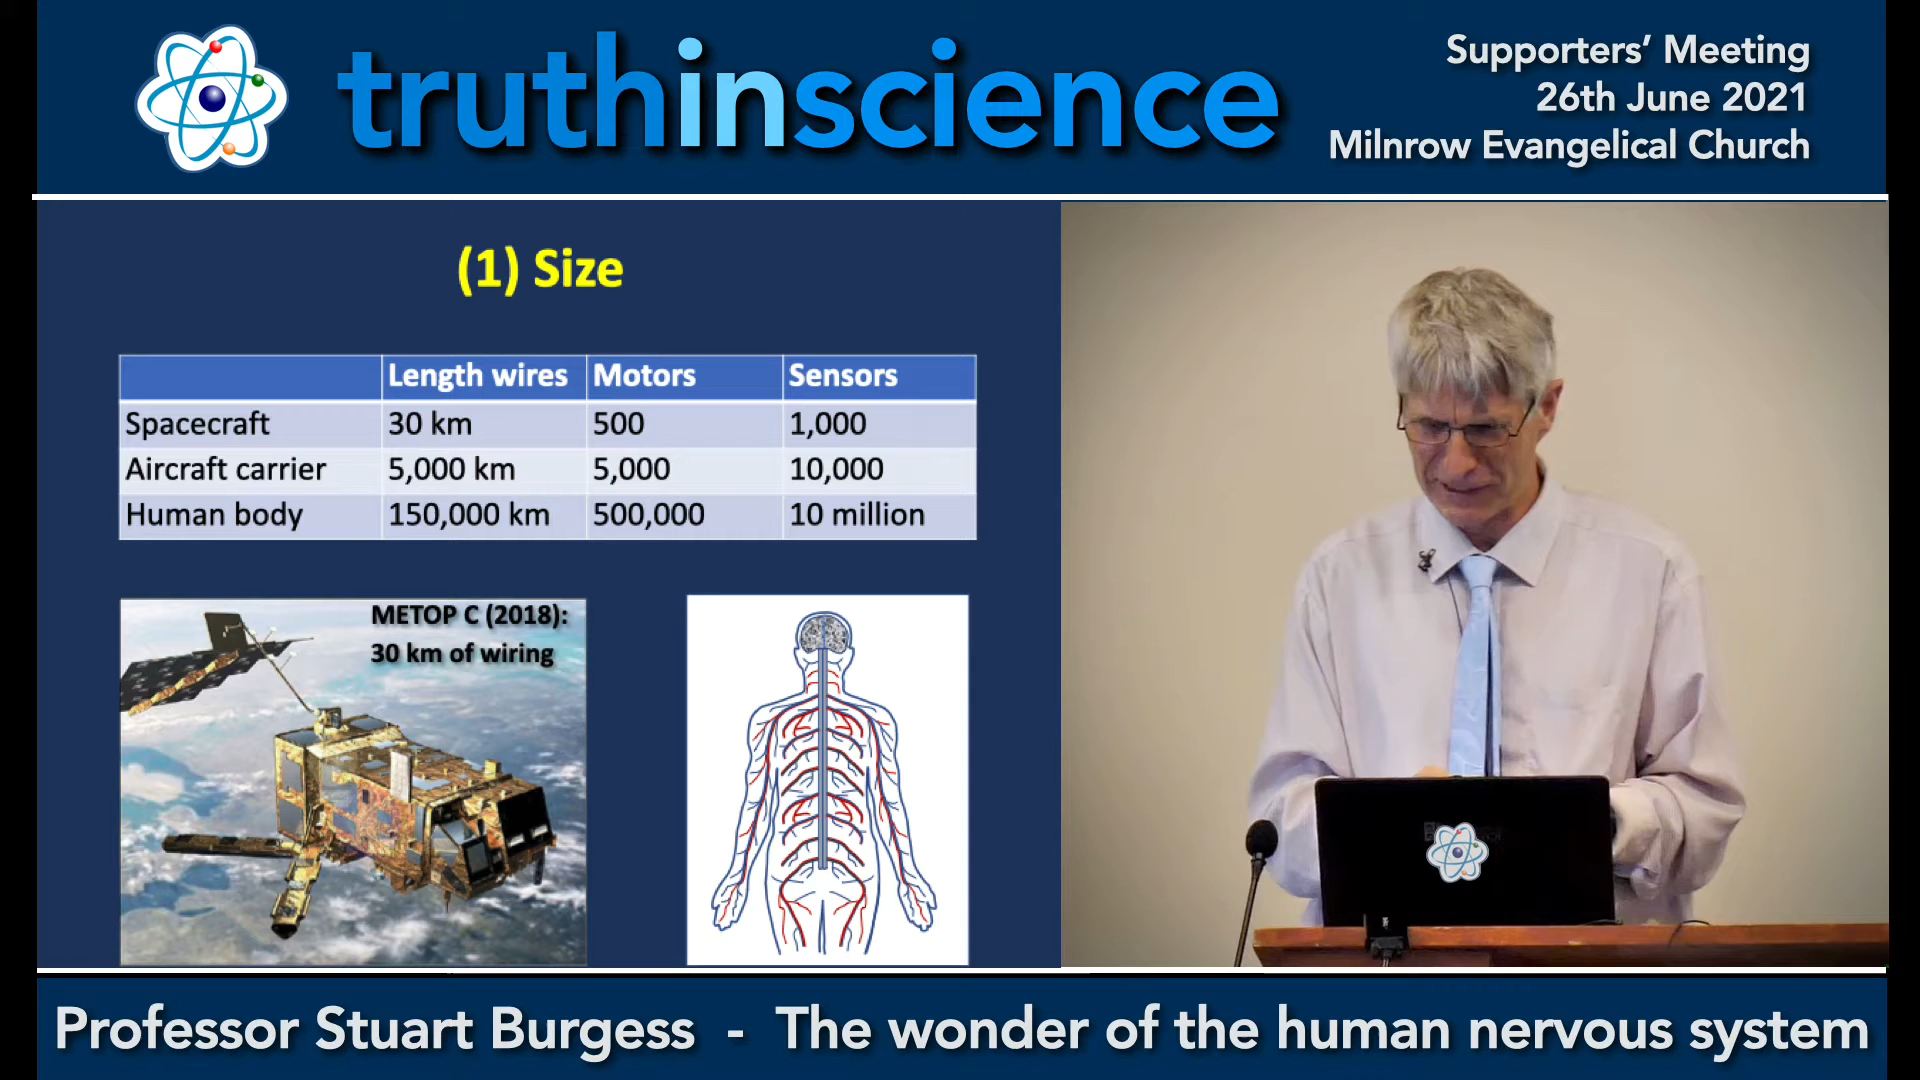 truthinscience
Supporters’ Meeting
26th June 2021
Milnrow Evangelical Church
(1) Size
Length wires Motors Sensors
Spacecraft 30 km 500 1,000
Aircraft carrier 5,000 km 5,000 10,000
Human body 150,000 km 500,000 10 million
METOP C (2018):
30 km of wiring
Professor Stuart Burgess - The wonder of the human nervous system